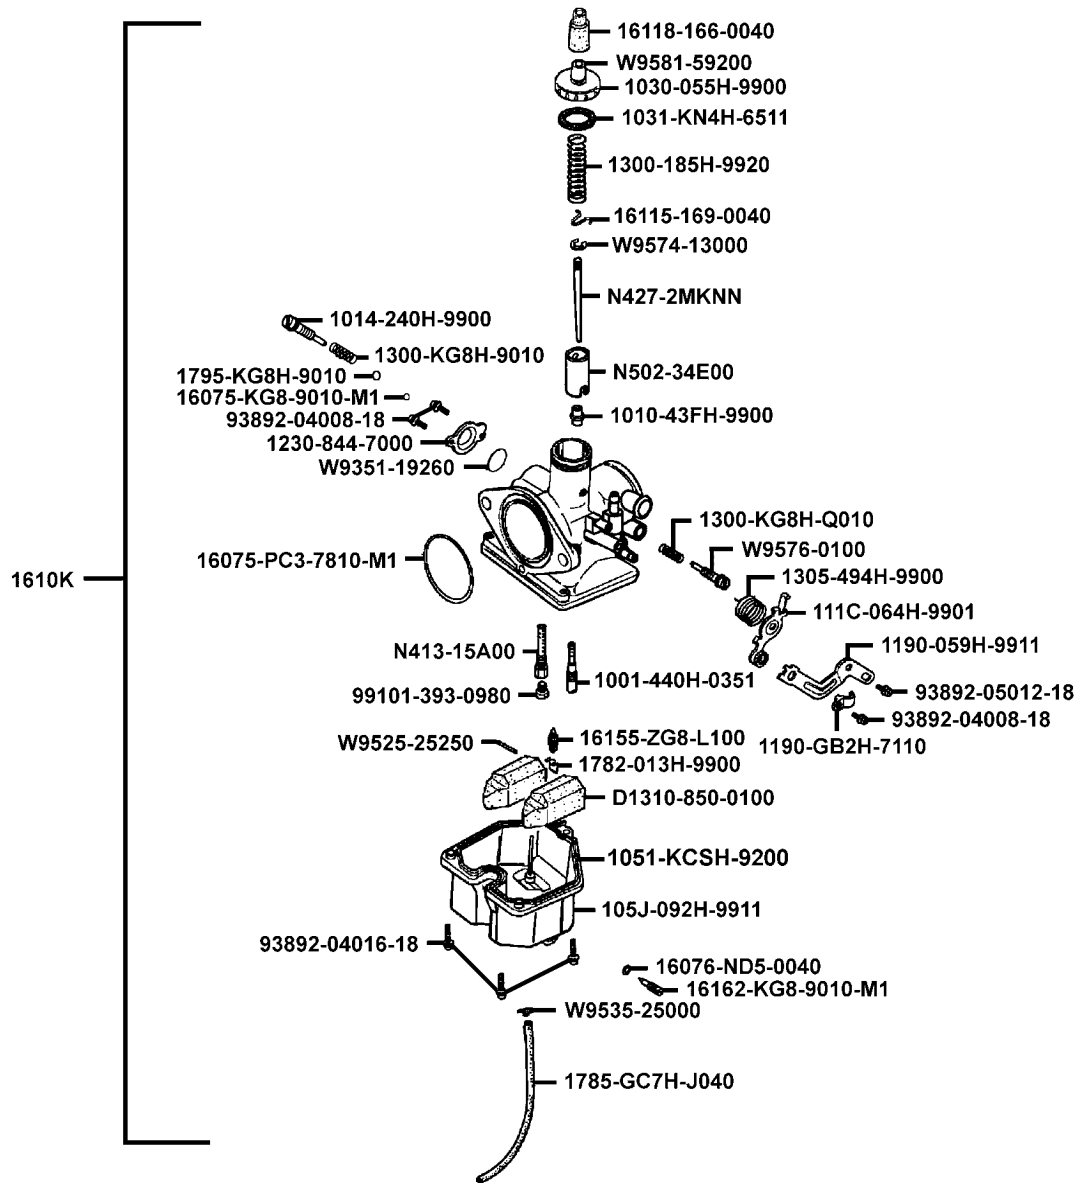 16118-166-0040
W9581-59200
1030-055H-9900
1031-KN4H-6511
1300-185H-9920
16115-169-0040
W9574-13000
N427-2MKNN
1014-240H-9900
1300-KG8H-9010
1795-KG8H-9010
N502-34E00
16075-KG8-9010-M1
93892-04008-18
1010-43FH-9900
1230-844-7000
W9351-19260
1300-KG8H-Q010
W9576-0100
16075-PC3-7810-M1
1305-494H-9900
1610K
111C-064H-9901
1190-059H-9911
N413-15A00
1001-440H-0351
99101-393-0980
93892-05012-18
93892-04008-18
1190-GB2H-7110
W9525-25250
16155-ZG8-L100
1782-013H-9900
D1310-850-0100
1051-KCSH-9200
105J-092H-9911
93892-04016-18
16076-ND5-0040
16162-KG8-9010-M1
W9535-25000
1785-GC7H-J040